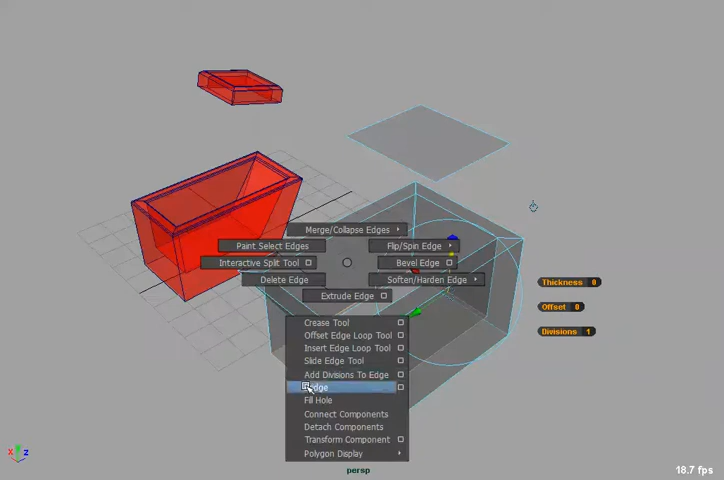 Merge/Collapse Edges
Paint Select Edges
Flip/Spin Edge
Interactive Split Tool
Bevel Edge
Delete Edge
Soften/Harden Edge
Extrude Edge
Thickness 0
Offset 0
Divisions 1
Crease Tool
Offset Edge Loop Tool
Insert Edge Loop Tool
Slide Edge Tool
Add Divisions To Edge
Edge
Fill Hole
Connect Components
Detach Components
Transform Component
Polygon Display
X Y Z
persp
18.7 fps